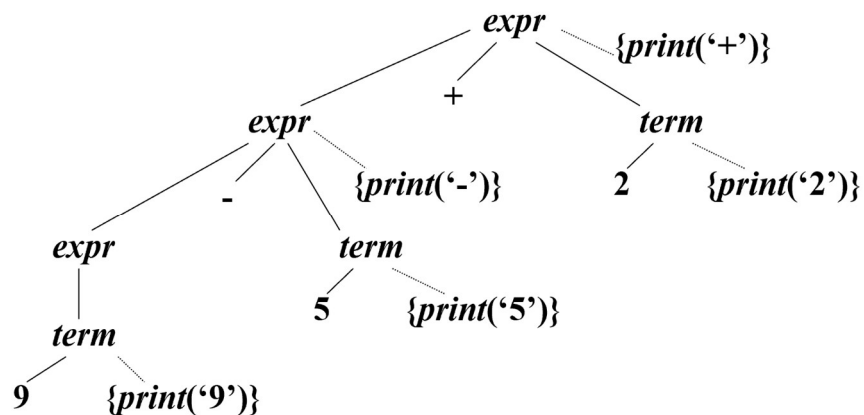 expr
{print(‘+’)}
+
expr
term
-
{print(‘-’)}
2
{print(‘2’)}
expr
term
5
{print(‘5’)}
term
9
{print(‘9’)}